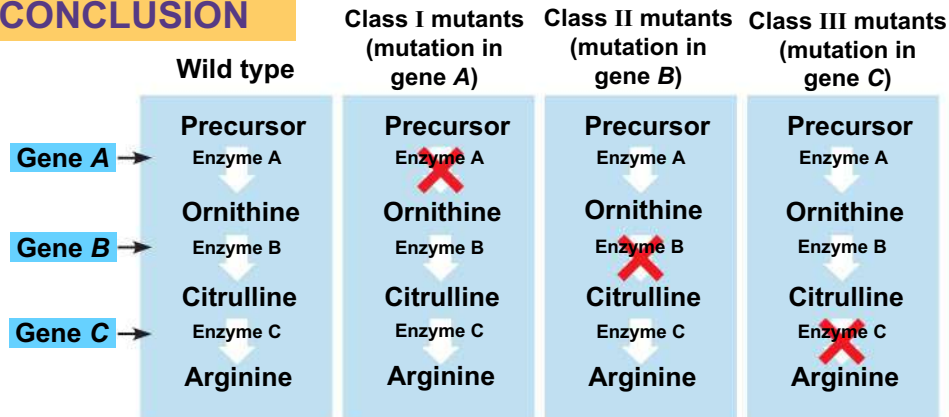 CONCLUSION
Wild type
Class I mutants
(mutation in
gene A)
Class II mutants
(mutation in
gene B)
Class III mutants
(mutation in
gene C)
Precursor Precursor Precursor Precursor
Gene A Enzyme A Enzyme A Enzyme A Enzyme A
Ornithine Ornithine Ornithine Ornithine
Gene B Enzyme B Enzyme B Enzyme B Enzyme B
Citrulline Citrulline Citrulline Citrulline
Gene C Enzyme C Enzyme C Enzyme C Enzyme C
Arginine Arginine Arginine Arginine